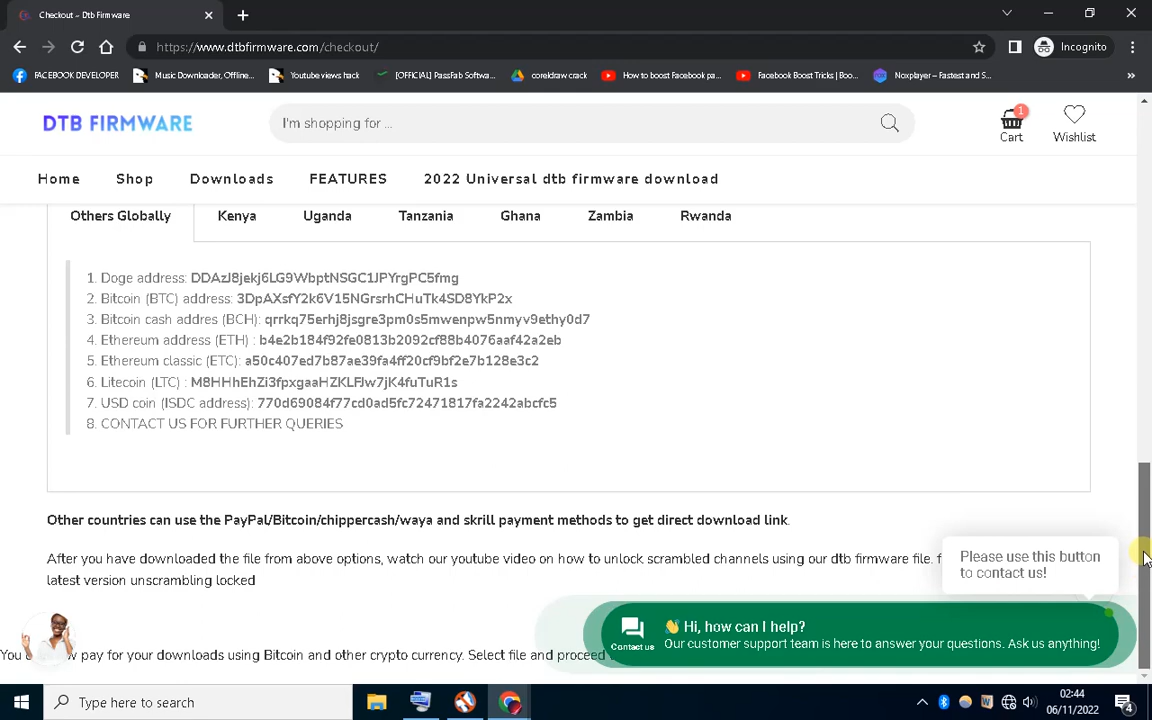 Checkout - Dtb Firmware
https://www.dtbfirmware.com/checkout/
Incognito
FACEBOOK DEVELOPER
Music Downloader, Offline...
Youtube views hack
[OFFICIAL] PassFab Softwa...
coreldraw crack
How to boost Facebook pa...
Facebook Boost Tricks | Boo...
Noxplayer – Fastest and S...
DTB FIRMWARE
I'm shopping for ...
1
Cart
Wishlist
Home
Shop
Downloads
FEATURES
2022 Universal dtb firmware download
Others Globally
Kenya
Uganda
Tanzania
Ghana
Zambia
Rwanda
1. Doge address: DDAzJ8jekj6LG9WbptNSGC1JPYrgPC5fmg
2. Bitcoin (BTC) address: 3DpAXsfY2k6V15NGrsrhCHuTk4SD8YkP2x
3. Bitcoin cash addres (BCH): qrrkq75erhj8jsgre3pm0s5mwenpw5nmyv9ethy0d7
4. Ethereum address (ETH) : b4e2b184f92fe0813b2092cf88b4076aaf42a2eb
5. Ethereum classic (ETC): a50c407ed7b87ae39fa4ff20cf9bf2e7b128e3c2
6. Litecoin (LTC) : M8HHhEhZi3fpxgaaHZKLFJw7jK4fuTuR1s
7. USD coin (ISDC address): 770d69084f77cd0ad5fc72471817fa2242abcfc5
8. CONTACT US FOR FURTHER QUERIES
Other countries can use the PayPal/Bitcoin/chippercash/waya and skrill payment methods to get direct download link.
After you have downloaded the file from above options, watch our youtube video on how to unlock scrambled channels using our dtb firmware file.
latest version unscrambling locked
Please use this button
to contact us!
Hi, how can I help?
Our customer support team is here to answer your questions. Ask us anything!
Contact us
pay for your downloads using Bitcoin and other crypto currency. Select file and proceed
Type here to search
02:44
06/11/2022
4